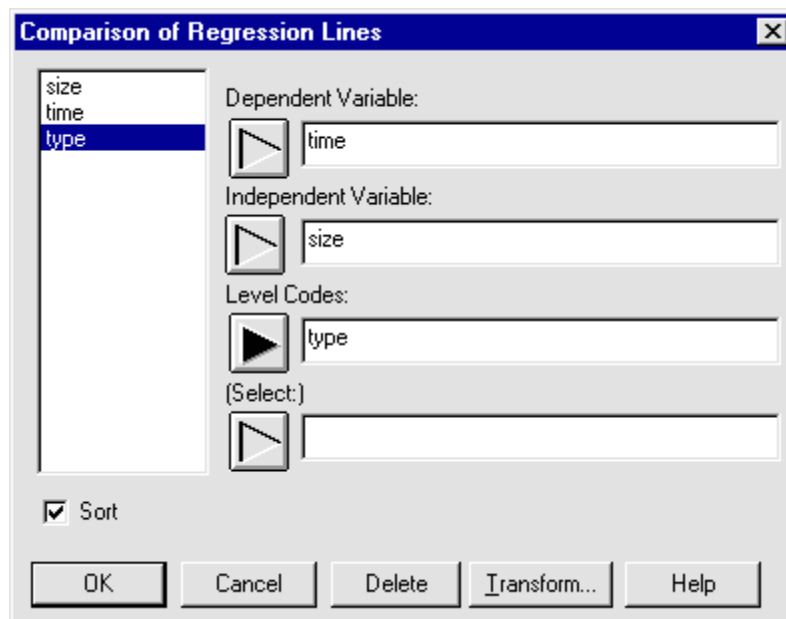 Comparison of Regression Lines
size
time
type
Dependent Variable:
time
Independent Variable:
size
Level Codes:
type
(Select:)
Sort
OK
Cancel
Delete
Transform...
Help